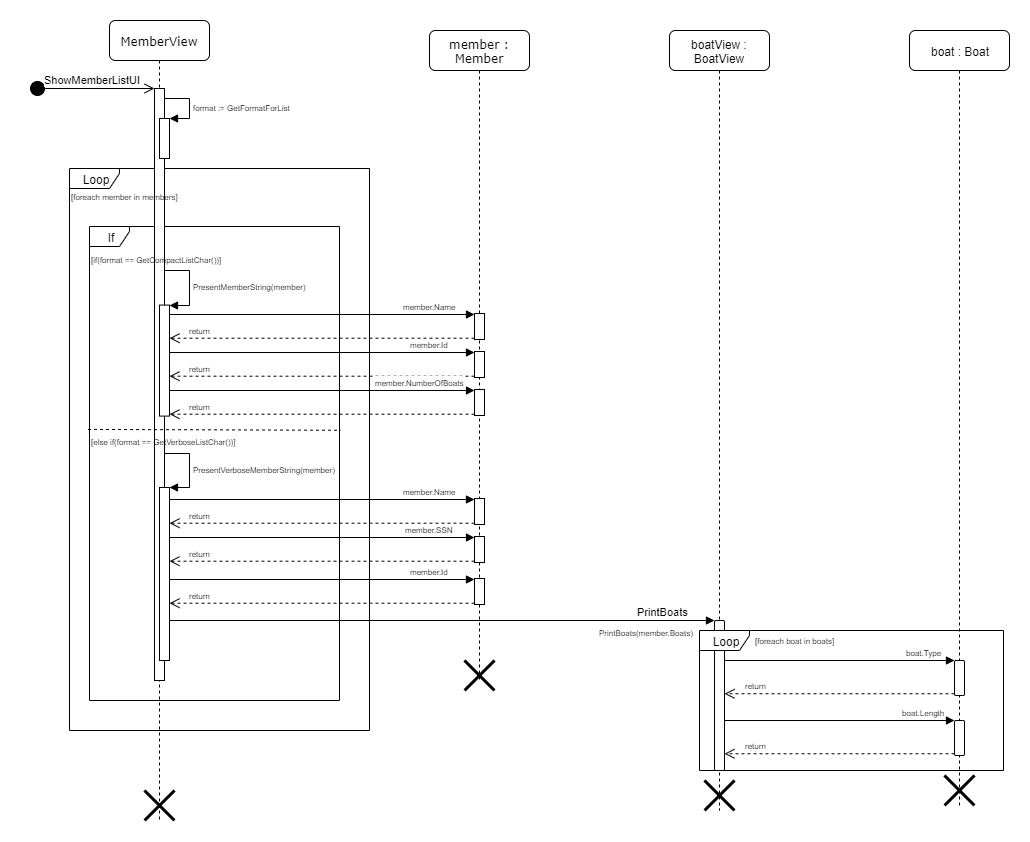 MemberView
member :
Member
boatView :
BoatView
boat : Boat
ShowMemberListUI
format := GetFormatForList
Loop
[foreach member in members]
If
[if(format == GetCompactListChar())]
PresentMemberString(member)
member.Name
return
member.Id
return
member.NumberOfBoats
return
[else if(format == GetVerboseListChar())]
PresentVerboseMemberString(member)
member.Name
return
member.SSN
return
member.Id
return
PrintBoats
PrintBoats(member.Boats)
Loop
[foreach boat in boats]
boat.Type
return
boat.Length
return